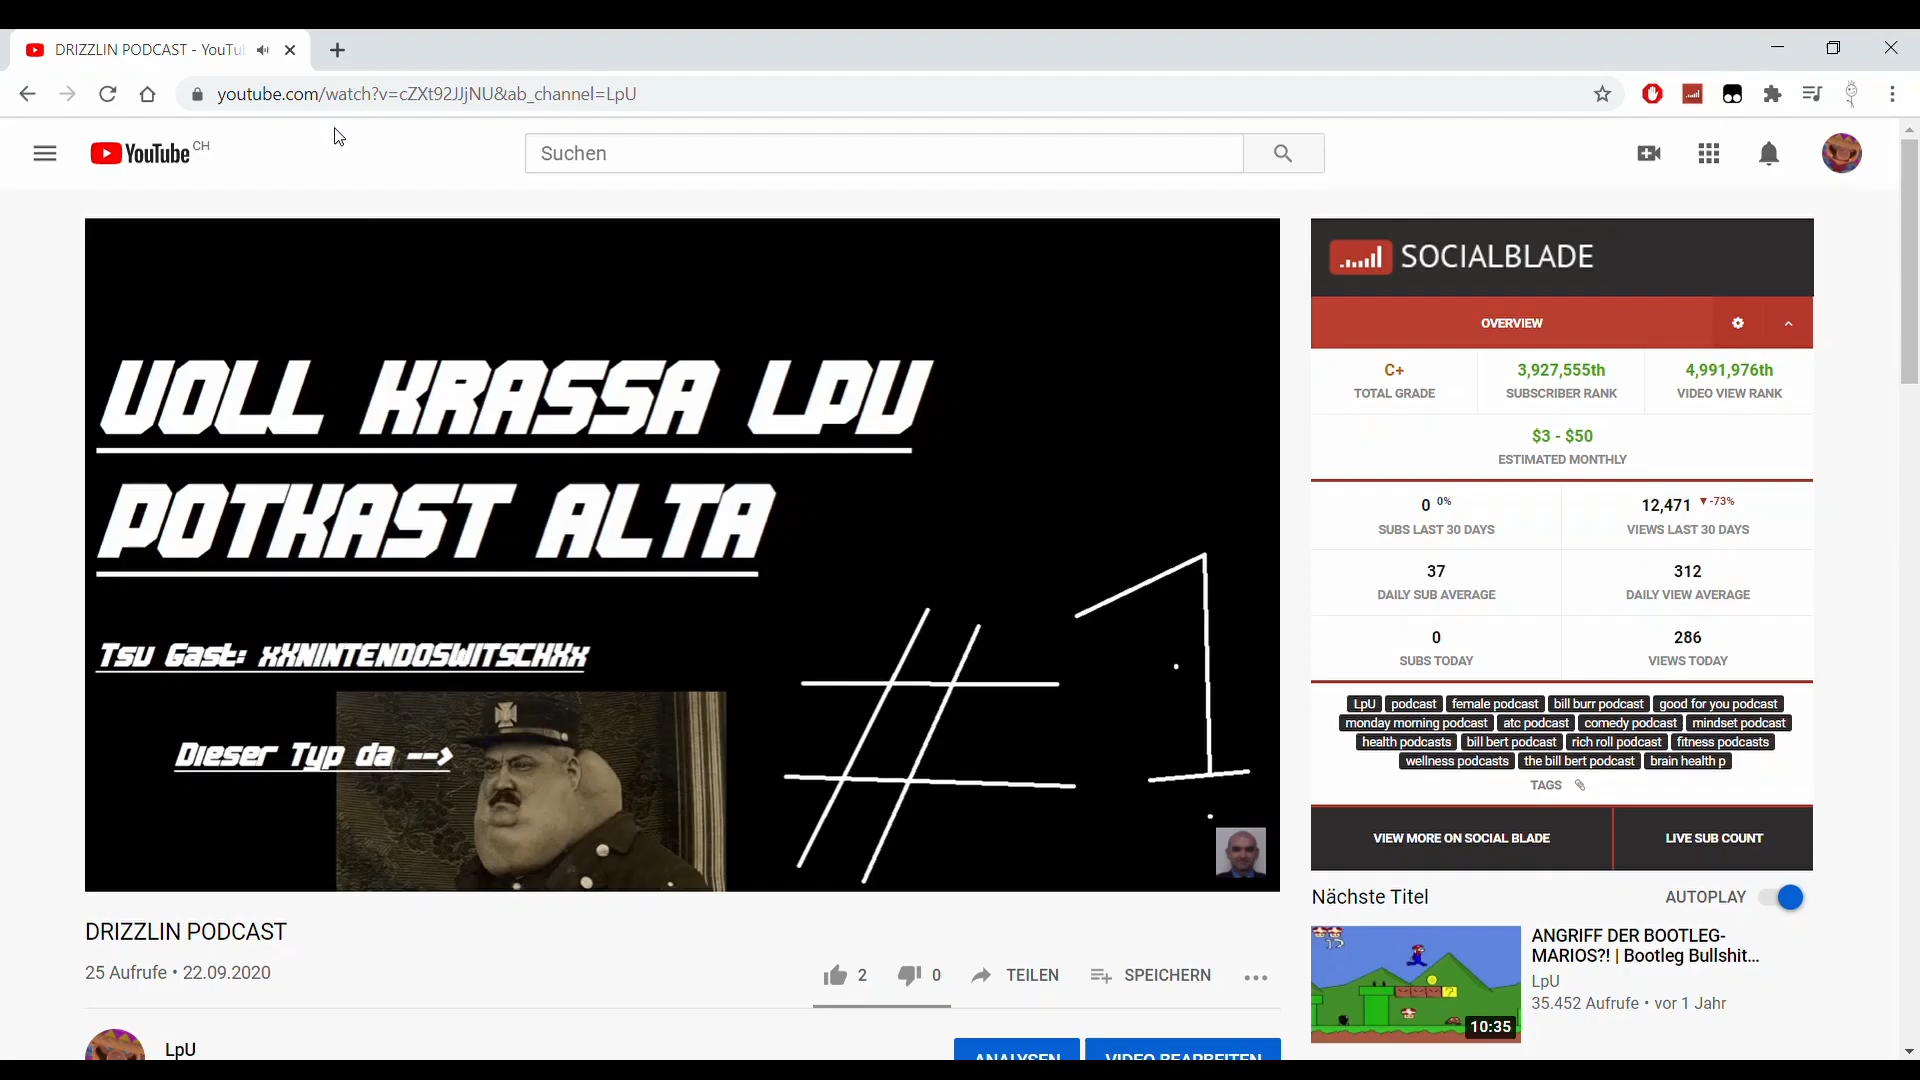 DRIZZLIN PODCAST - YouTu
youtube.com/watch?v=cZXt92JJjNU&ab_channel=LpU
YouTube CH
Suchen
VOLL KRASSA LPU
POTKAST ALTA
Tsu Gast: xXNINTENDOSWITSCHXx
Dieser Typ da -->
#1
DRIZZLIN PODCAST
25 Aufrufe • 22.09.2020
2
0
TEILEN
SPEICHERN
LpU
ANALYSEN
VIDEO BEARBEITEN
SOCIALBLADE
OVERVIEW
C+
TOTAL GRADE
3,927,555th
SUBSCRIBER RANK
4,991,976th
VIDEO VIEW RANK
$3 - $50
ESTIMATED MONTHLY
0 0%
SUBS LAST 30 DAYS
12,471 ▼-73%
VIEWS LAST 30 DAYS
37
DAILY SUB AVERAGE
312
DAILY VIEW AVERAGE
0
SUBS TODAY
286
VIEWS TODAY
LpU podcast female podcast bill burr podcast good for you podcast
monday morning podcast atc podcast comedy podcast mindset podcast
health podcasts bill bert podcast rich roll podcast fitness podcasts
wellness podcasts the bill bert podcast brain health p
TAGS
VIEW MORE ON SOCIAL BLADE
LIVE SUB COUNT
Nächste Titel
AUTOPLAY
ANGRIFF DER BOOTLEG-
MARIOS?! | Bootleg Bullshit...
LpU
35.452 Aufrufe • vor 1 Jahr
10:35